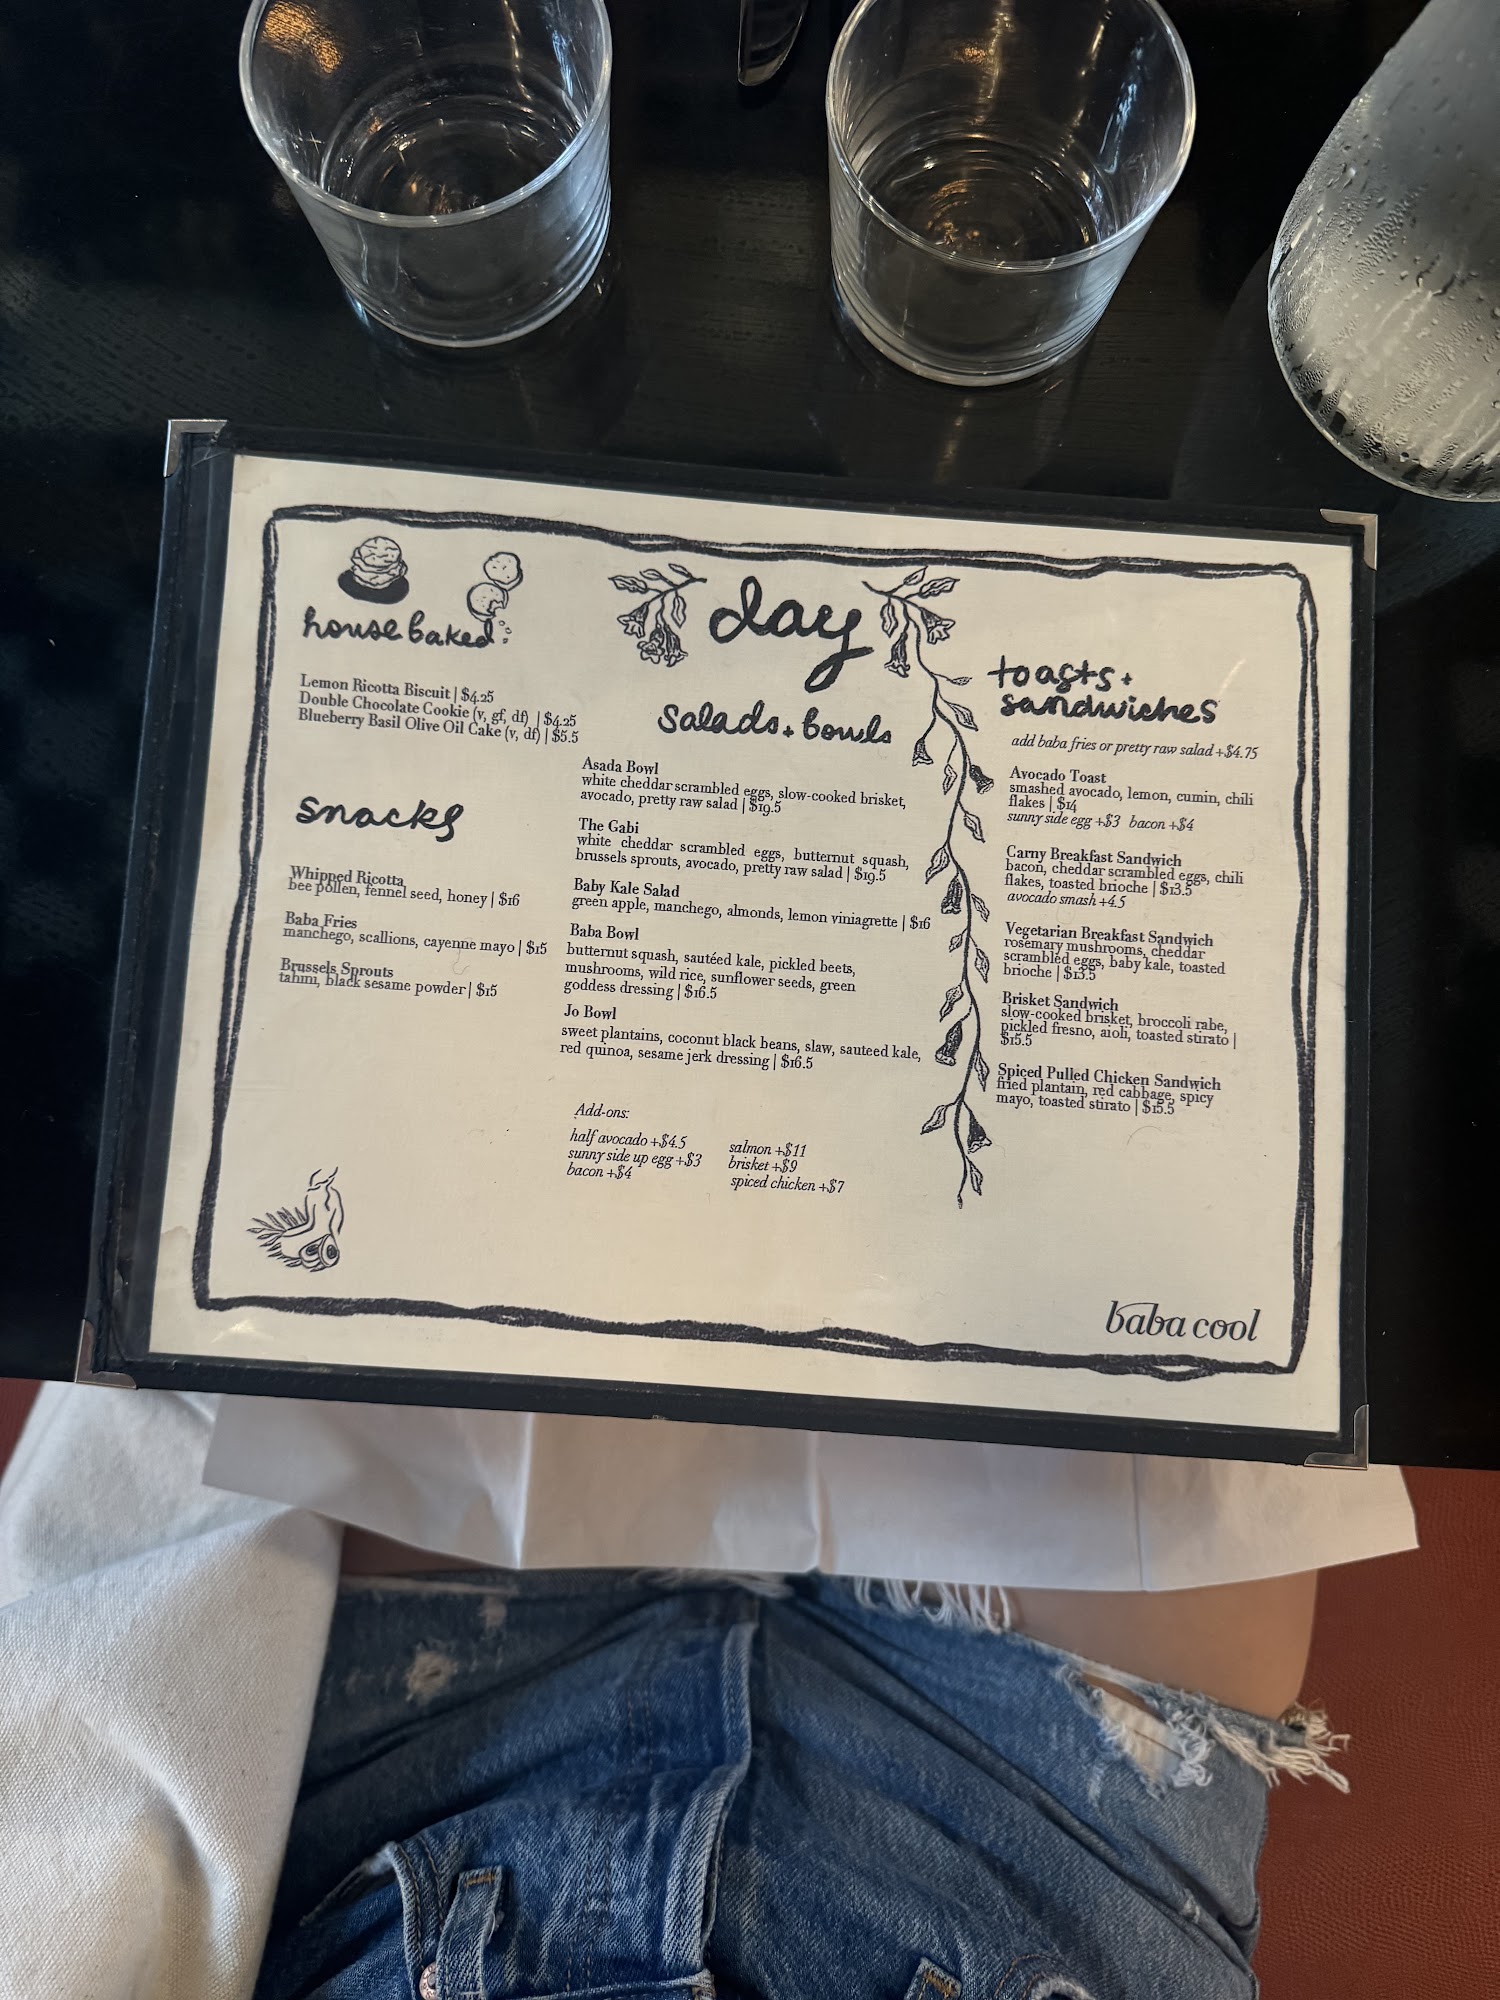 house baked
Lemon Ricotta Biscuit | $4.25
Double Chocolate Cookie (v, gf, df) | $4.25
Blueberry Basil Olive Oil Cake (v, df) | $5.5
snacks
Whipped Ricotta
bee pollen, fennel seed, honey | $16
Baba Fries
manchego, scallions, cayenne mayo | $15
Brussels Sprouts
tahini, black sesame powder | $15
day
salads + bowls
Asada Bowl
white cheddar scrambled eggs, slow-cooked brisket,
avocado, pretty raw salad | $19.5
The Gabi
white cheddar scrambled eggs, butternut squash,
brussels sprouts, avocado, pretty raw salad | $19.5
Baby Kale Salad
green apple, manchego, almonds, lemon viniagrette | $16
Baba Bowl
butternut squash, sautéed kale, pickled beets,
mushrooms, wild rice, sunflower seeds, green
goddess dressing | $16.5
Jo Bowl
sweet plantains, coconut black beans, slaw, sauteed kale,
red quinoa, sesame jerk dressing | $16.5
Add-ons:
half avocado +$4.5
sunny side up egg +$3
bacon +$4
salmon +$11
brisket +$9
spiced chicken +$7
toasts +
sandwiches
add baba fries or pretty raw salad +$4.75
Avocado Toast
smashed avocado, lemon, cumin, chili
flakes | $14
sunny side egg +$3 bacon +$4
Carny Breakfast Sandwich
bacon, cheddar scrambled eggs, chili
flakes, toasted brioche | $13.5
avocado smash +4.5
Vegetarian Breakfast Sandwich
rosemary mushrooms, cheddar
scrambled eggs, baby kale, toasted
brioche | $13.5
Brisket Sandwich
slow-cooked brisket, broccoli rabe,
pickled fresno, aioli, toasted stirato |
$15.5
Spiced Pulled Chicken Sandwich
fried plantain, red cabbage, spicy
mayo, toasted stirato | $15.5
baba cool